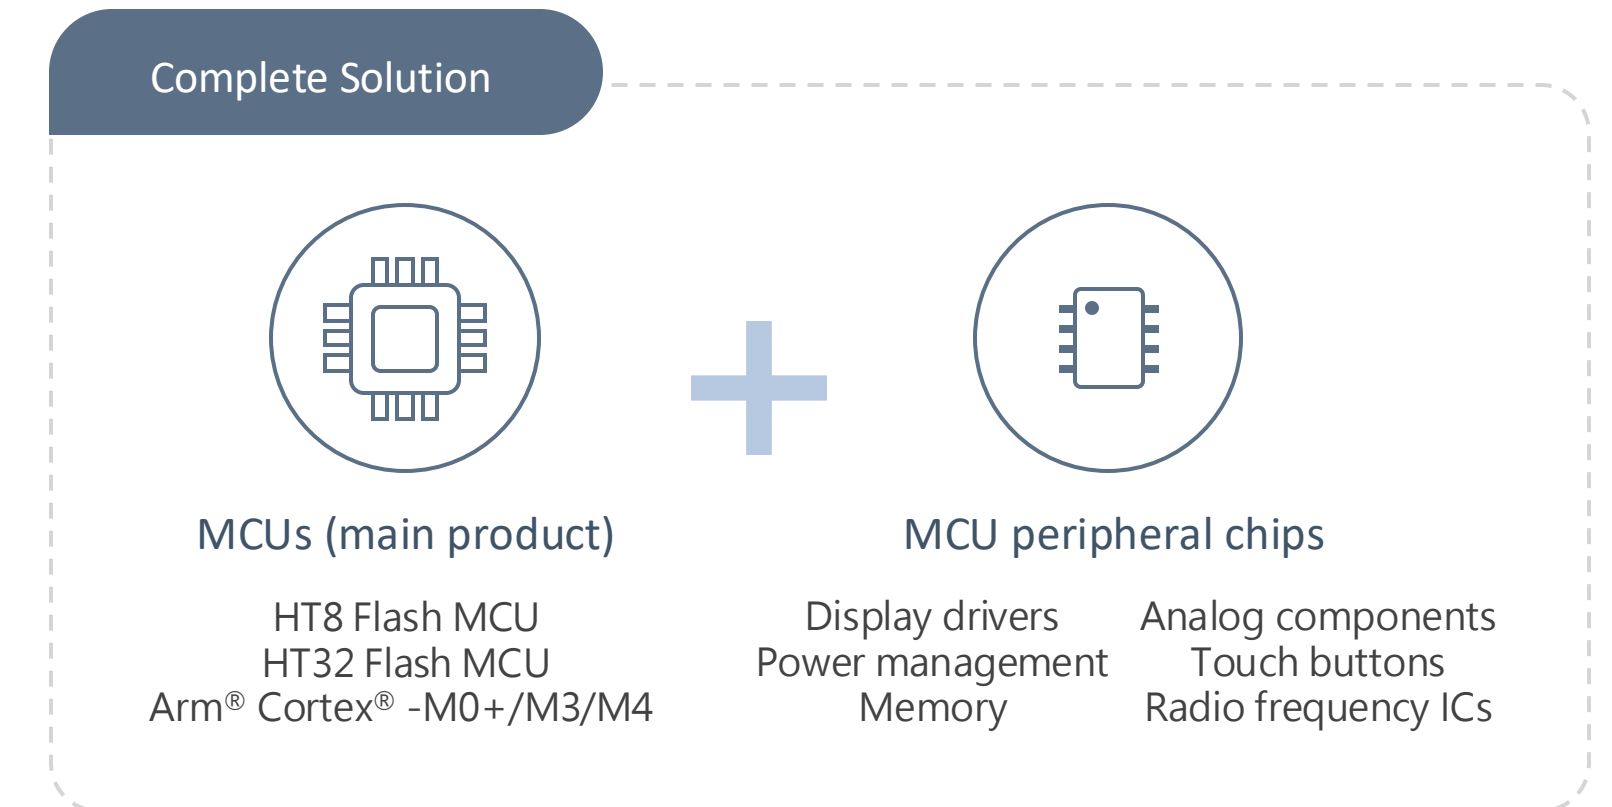 Complete Solution
MCUs (main product)
HT8 Flash MCU
HT32 Flash MCU
Arm® Cortex® -M0+/M3/M4
MCU peripheral chips
Display drivers
Power management
Memory
Analog components
Touch buttons
Radio frequency ICs